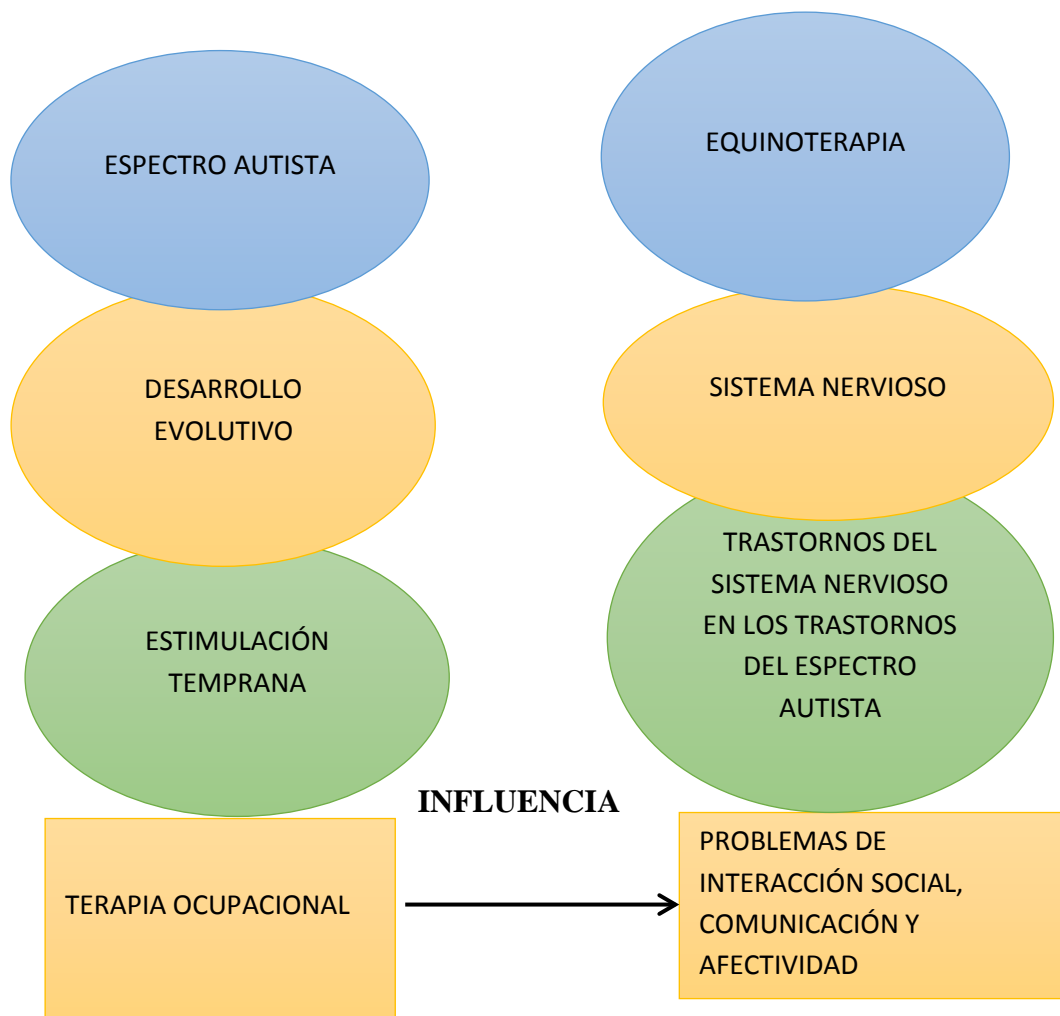 ESPECTRO AUTISTA
DESARROLLO
EVOLUTIVO
ESTIMULACIÓN
TEMPRANA
TERAPIA OCUPACIONAL
INFLUENCIA
EQUINOTERAPIA
SISTEMA NERVIOSO
TRASTORNOS DEL
SISTEMA NERVIOSO
EN LOS TRASTORNOS
DEL ESPECTRO
AUTISTA
PROBLEMAS DE
INTERACCIÓN SOCIAL,
COMUNICACIÓN Y
AFECTIVIDAD